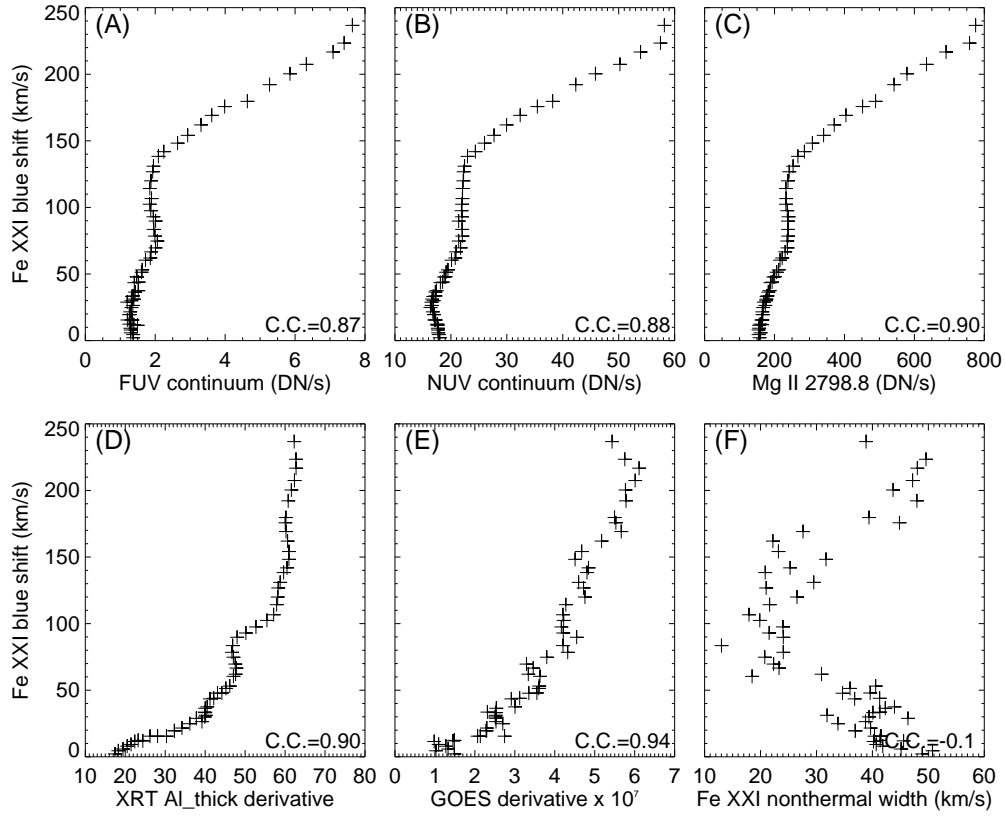 (A)
(B)
(C)
250
200
150
100
50
0
Fe XXI blue shift (km/s)
C.C.=0.87
C.C.=0.88
C.C.=0.90
0 2 4 6 8
10 20 30 40 50 60
0 200 400 600 800
FUV continuum (DN/s)
NUV continuum (DN/s)
Mg II 2798.8 (DN/s)
(D)
(E)
(F)
250
200
150
100
50
0
Fe XXI blue shift (km/s)
C.C.=0.90
C.C.=0.94
C.C.=-0.1
10 20 30 40 50 60 70 80
0 1 2 3 4 5 6 7
10 20 30 40 50 60
XRT Al_thick derivative
GOES derivative x 10⁷
Fe XXI nonthermal width (km/s)